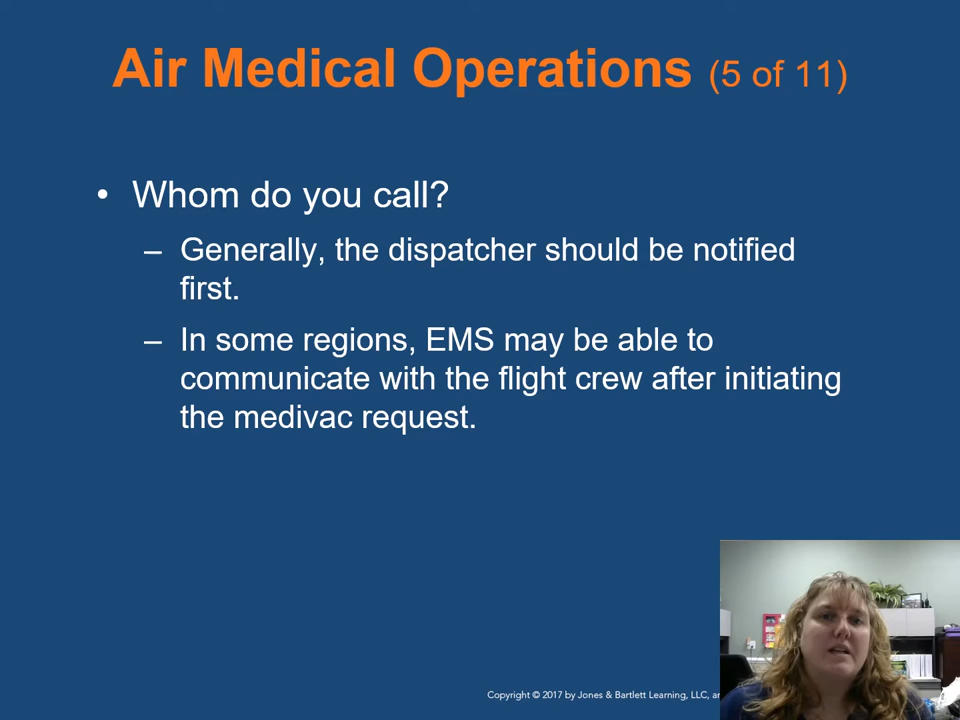 Air Medical Operations (5 of 11)
• Whom do you call?
– Generally, the dispatcher should be notified
first.
– In some regions, EMS may be able to
communicate with the flight crew after initiating
the medivac request.
Copyright © 2017 by Jones & Bartlett Learning, LLC,